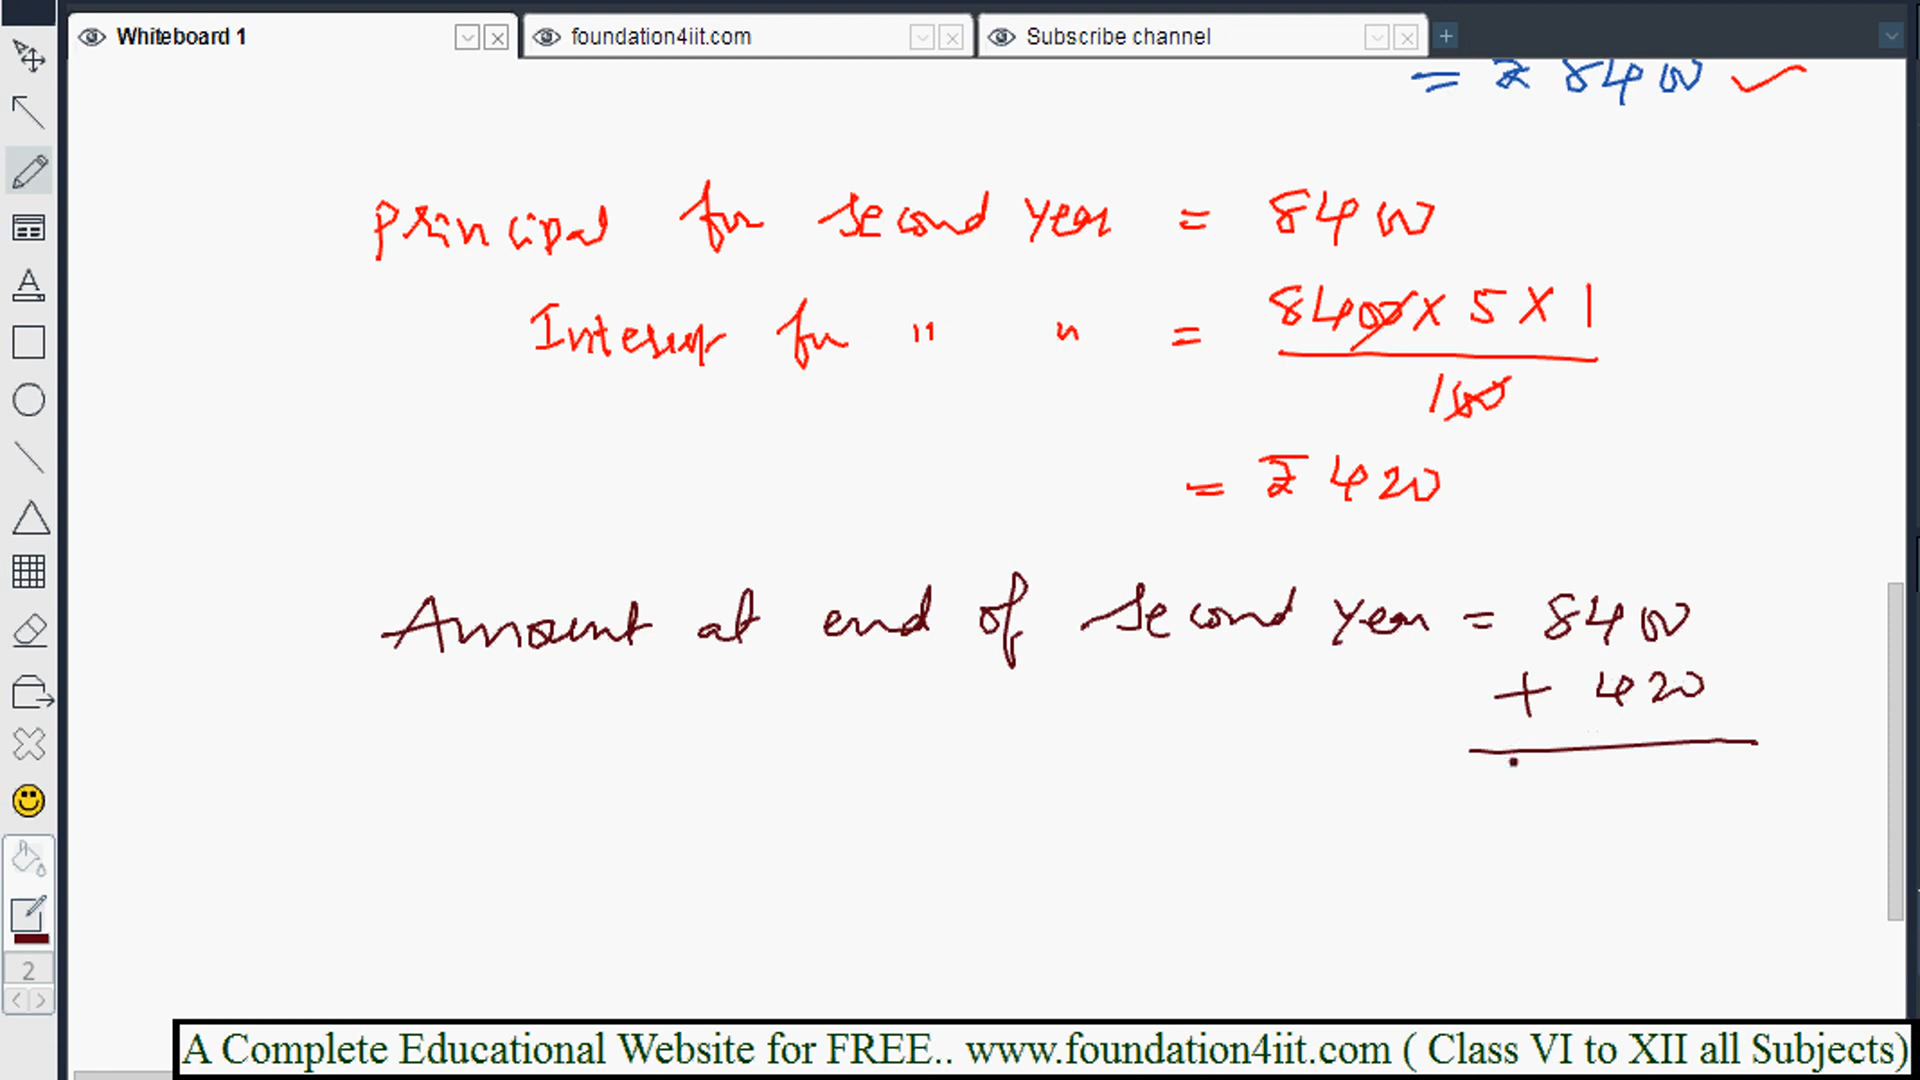 Whiteboard 1 foundation4iit.com Subscribe channel
= ₹ 8400 ✓
Principal for second year = 8400
Interest for " " = 8400 x 5 x 1
100
= ₹ 420
Amount at end of second year = 8400
+ 420
2
A Complete Educational Website for FREE.. www.foundation4iit.com ( Class VI to XII all Subjects)